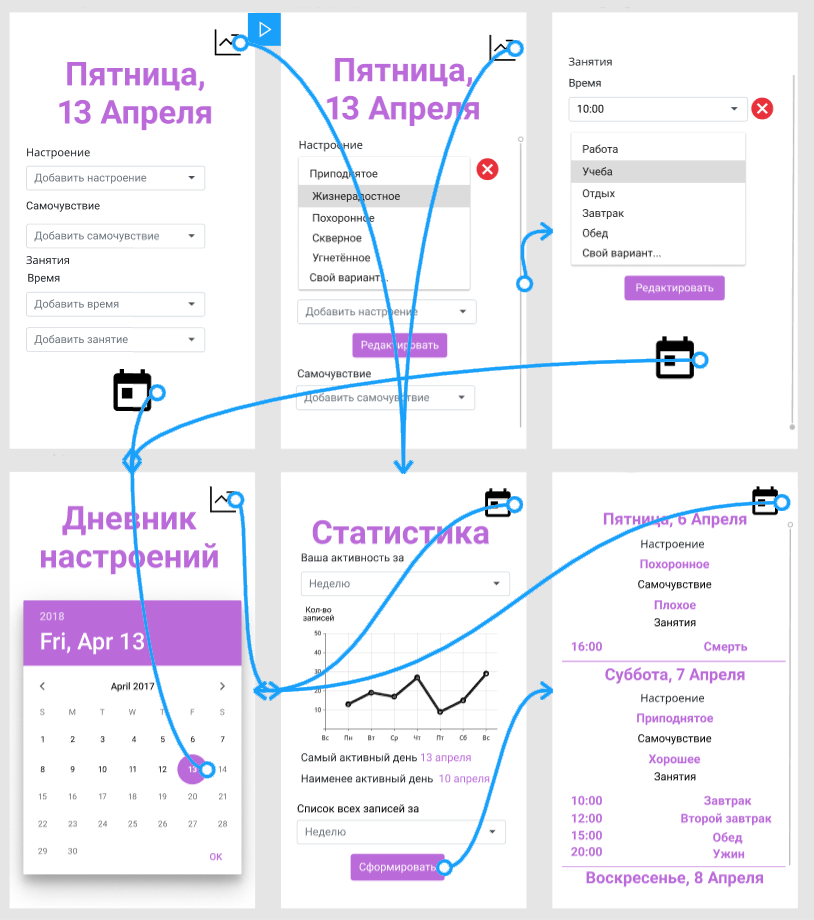 Пятница,
13 Апреля
Настроение
Добавить настроение
Самочувствие
Добавить самочувствие
Занятия
Время
Добавить время
Добавить занятие
Пятница,
13 Апреля
Настроение
Приподнятое
Жизнерадостное
Похоронное
Скверное
Угнетённое
Свой вариант...
Добавить настроение
Редактировать
Самочувствие
Добавить самочувствие
Занятия
Время
10:00
Работа
Учеба
Отдых
Завтрак
Обед
Свой вариант...
Редактировать
Дневник
настроений
2018
Fri, Apr 13
April 2017
S M T W T F S
1 2 3 4 5 6 7
8 9 10 11 12 13 14
15 16 17 18 19 20 21
22 23 24 25 26 27 28
29 30
OK
Статистика
Ваша активность за
Неделю
Кол-во
записей
50
40
30
20
10
Вс Пн Вт Ср Чт Пт Сб Вс
Самый активный день 13 апреля
Наименее активный день 10 апреля
Список всех записей за
Неделю
Сформировать
Пятница, 6 Апреля
Настроение
Похоронное
Самочувствие
Плохое
Занятия
16:00 Смерть
Суббота, 7 Апреля
Настроение
Приподнятое
Самочувствие
Хорошее
Занятия
10:00 Завтрак
12:00 Второй завтрак
15:00 Обед
20:00 Ужин
Воскресенье, 8 Апреля